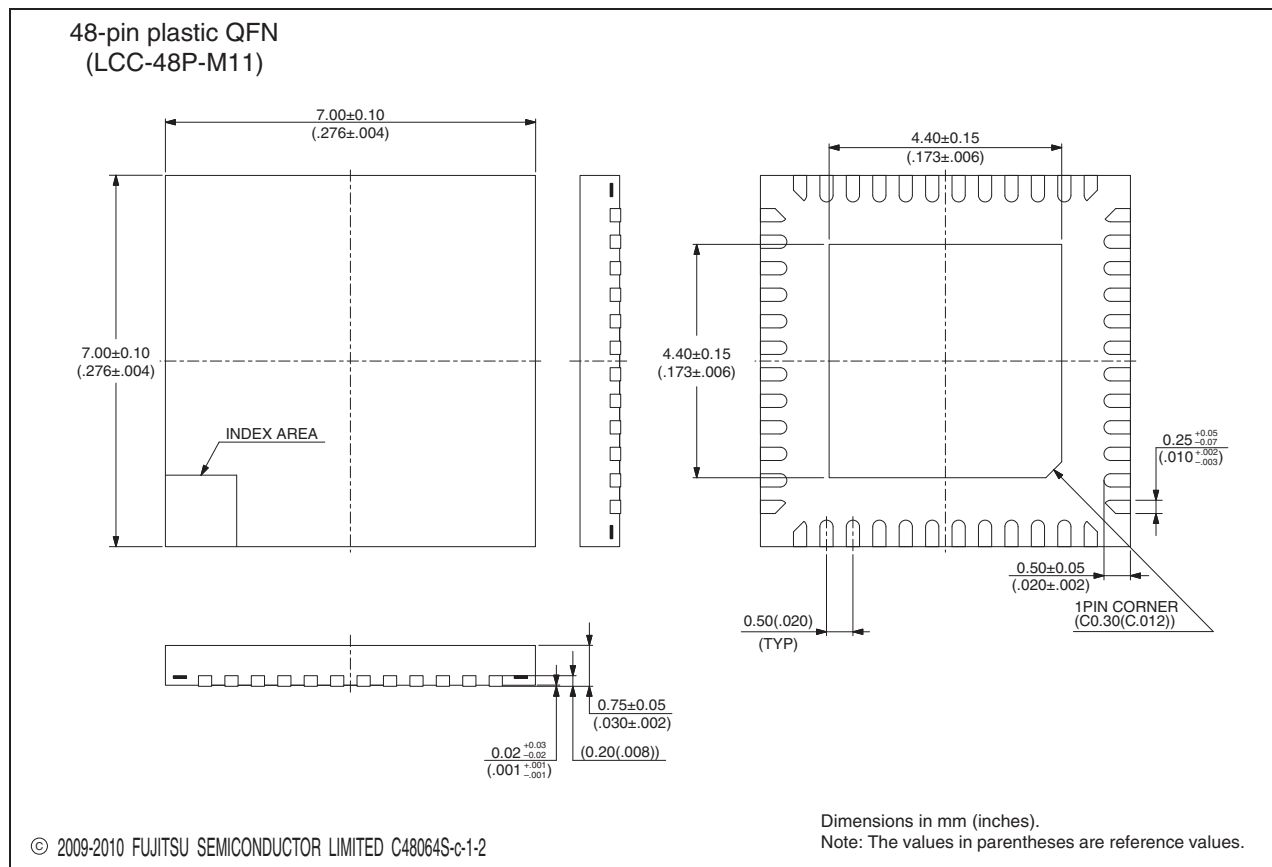 48-pin plastic QFN
(LCC-48P-M11)
7.00±0.10
(.276±.004)
4.40±0.15
(.173±.006)
7.00±0.10
(.276±.004)
4.40±0.15
(.173±.006)
INDEX AREA
0.25 +0.05 −0.07
(.010 +.002 −.003)
0.50±0.05
(.020±.002)
1PIN CORNER
(C0.30(C.012))
0.50(.020)
(TYP)
0.75±0.05
(.030±.002)
0.02 +0.03 −0.02
(.001 +.001 −.001)
(0.20(.008))
Dimensions in mm (inches).
Note: The values in parentheses are reference values.
© 2009-2010 FUJITSU SEMICONDUCTOR LIMITED C48064S-c-1-2